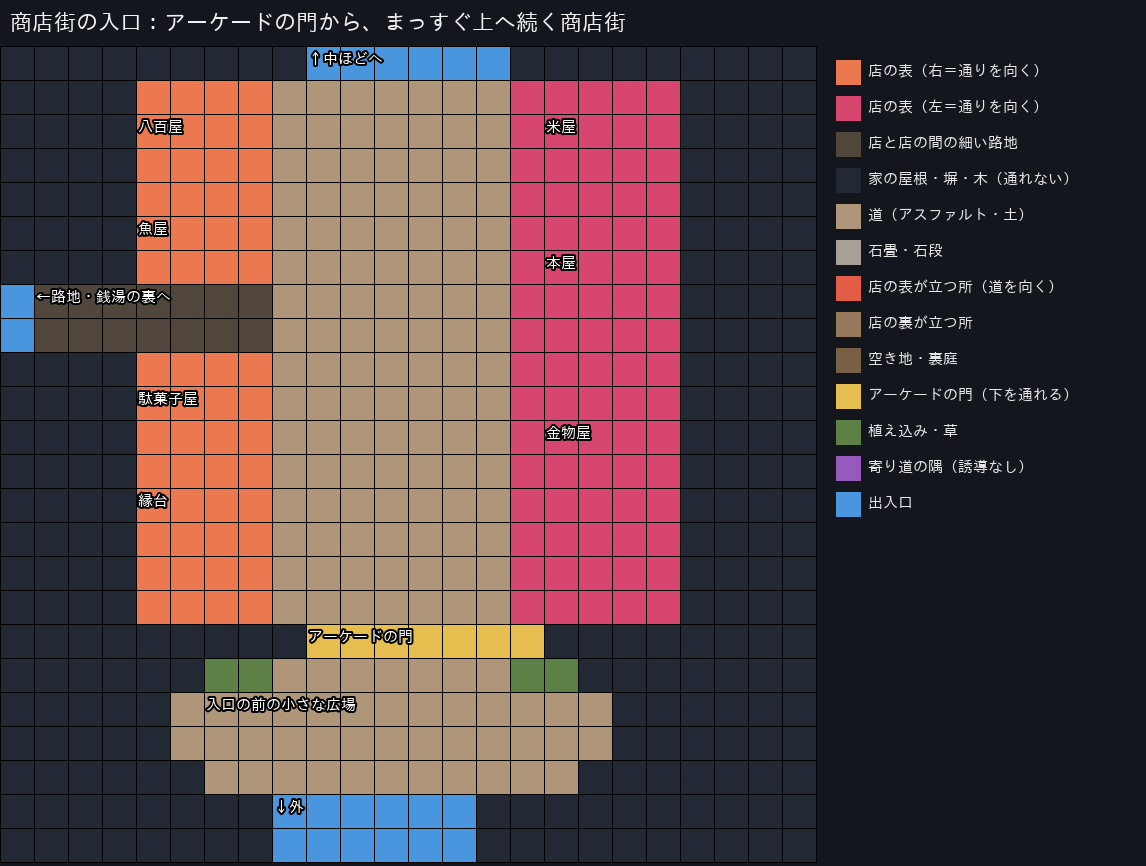 商店街の入口：アーケードの門から、まっすぐ上へ続く商店街
↑中ほどへ
八百屋
米屋
魚屋
本屋
←路地・銭湯の裏へ
駄菓子屋
金物屋
縁台
アーケードの門
入口の前の小さな広場
↓外
店の表（右＝通りを向く）
店の表（左＝通りを向く）
店と店の間の細い路地
家の屋根・塀・木（通れない）
道（アスファルト・土）
石畳・石段
店の表が立つ所（道を向く）
店の裏が立つ所
空き地・裏庭
アーケードの門（下を通れる）
植え込み・草
寄り道の隅（誘導なし）
出入口